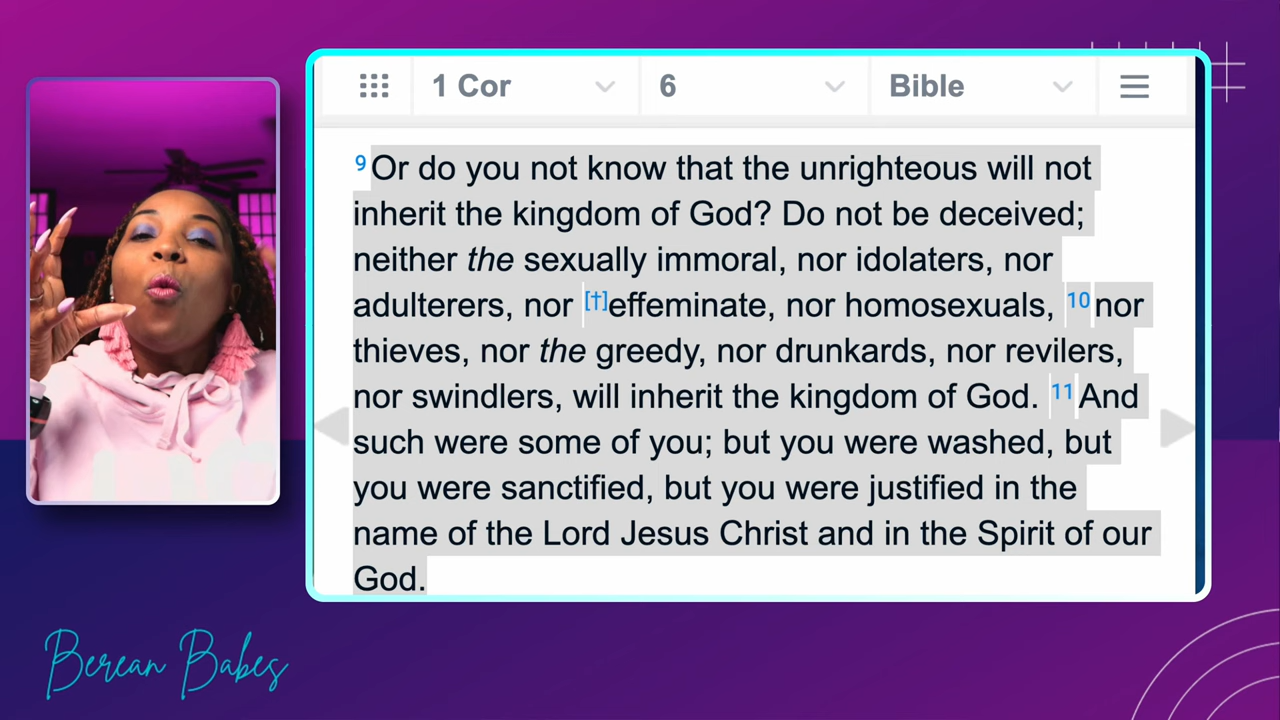 1 Cor 6 Bible
9 Or do you not know that the unrighteous will not
inherit the kingdom of God? Do not be deceived;
neither the sexually immoral, nor idolaters, nor
adulterers, nor [†]effeminate, nor homosexuals, 10 nor
thieves, nor the greedy, nor drunkards, nor revilers,
nor swindlers, will inherit the kingdom of God. 11 And
such were some of you; but you were washed, but
you were sanctified, but you were justified in the
name of the Lord Jesus Christ and in the Spirit of our
God.
Berean Babes